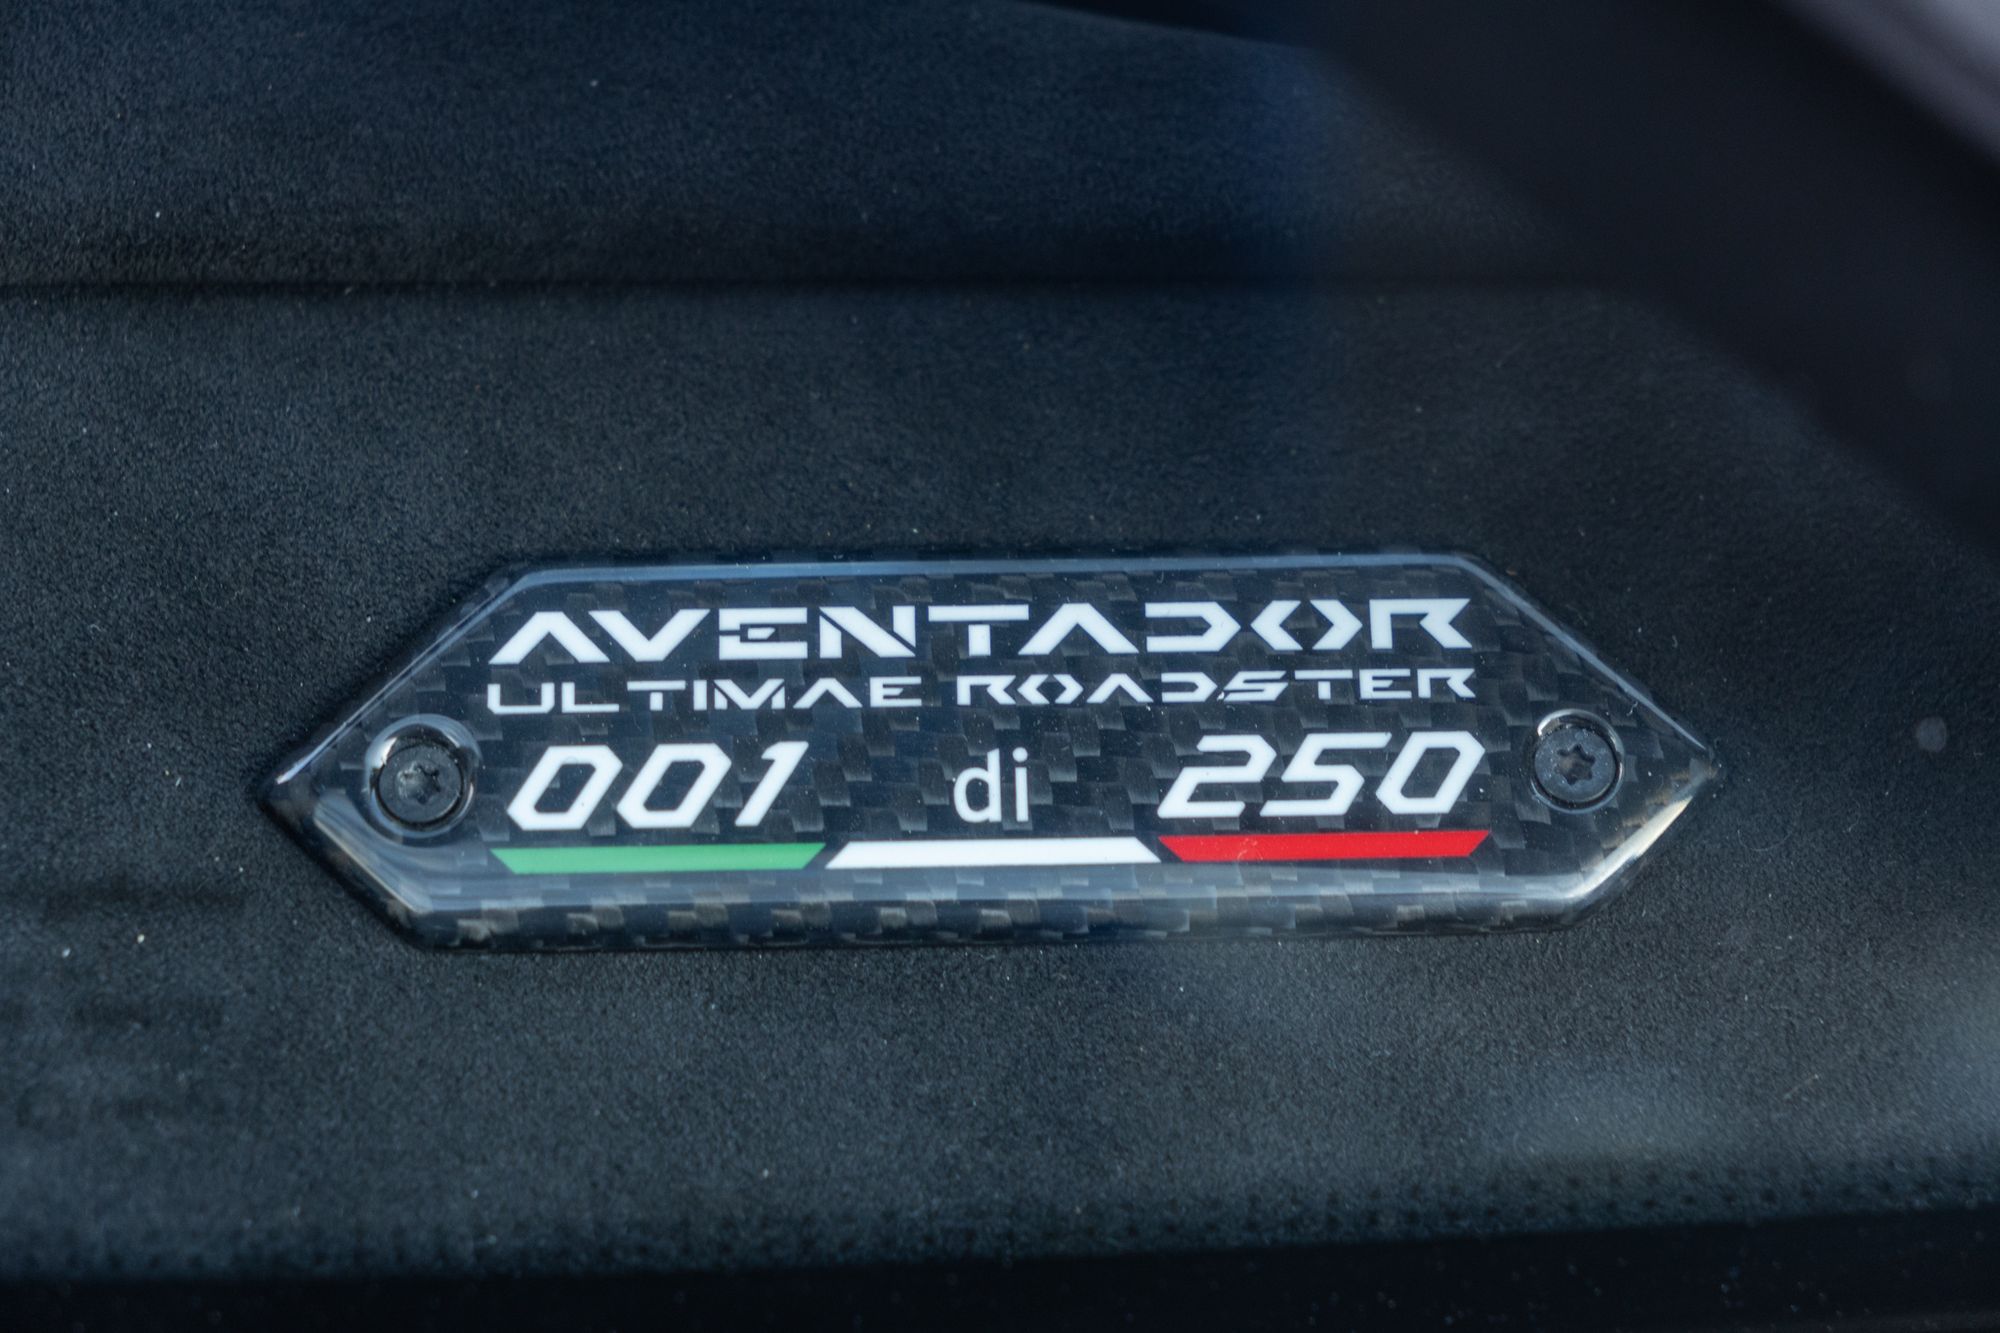 AVENTADOR
ULTIMAE ROADSTER
001 di 250